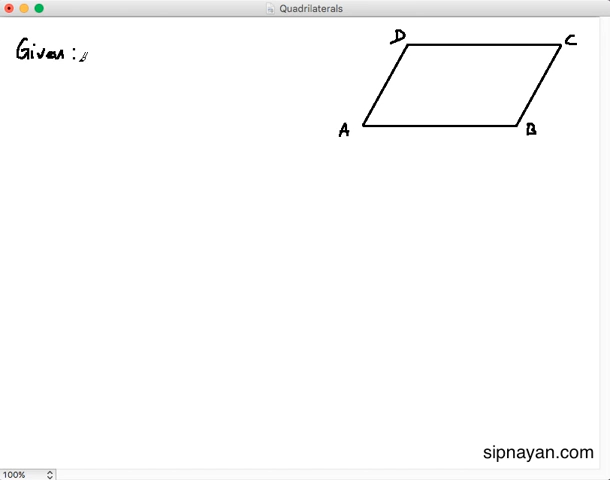 Quadrilaterals
D
C
Given :
A
B
sipnayan.com
100%